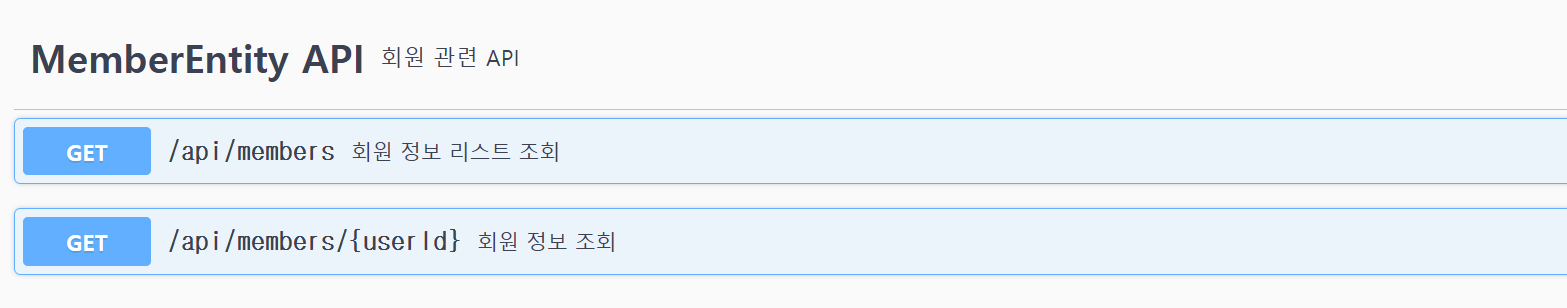 MemberEntity API 회원 관련 API
GET /api/members 회원 정보 리스트 조회
GET /api/members/{userId} 회원 정보 조회